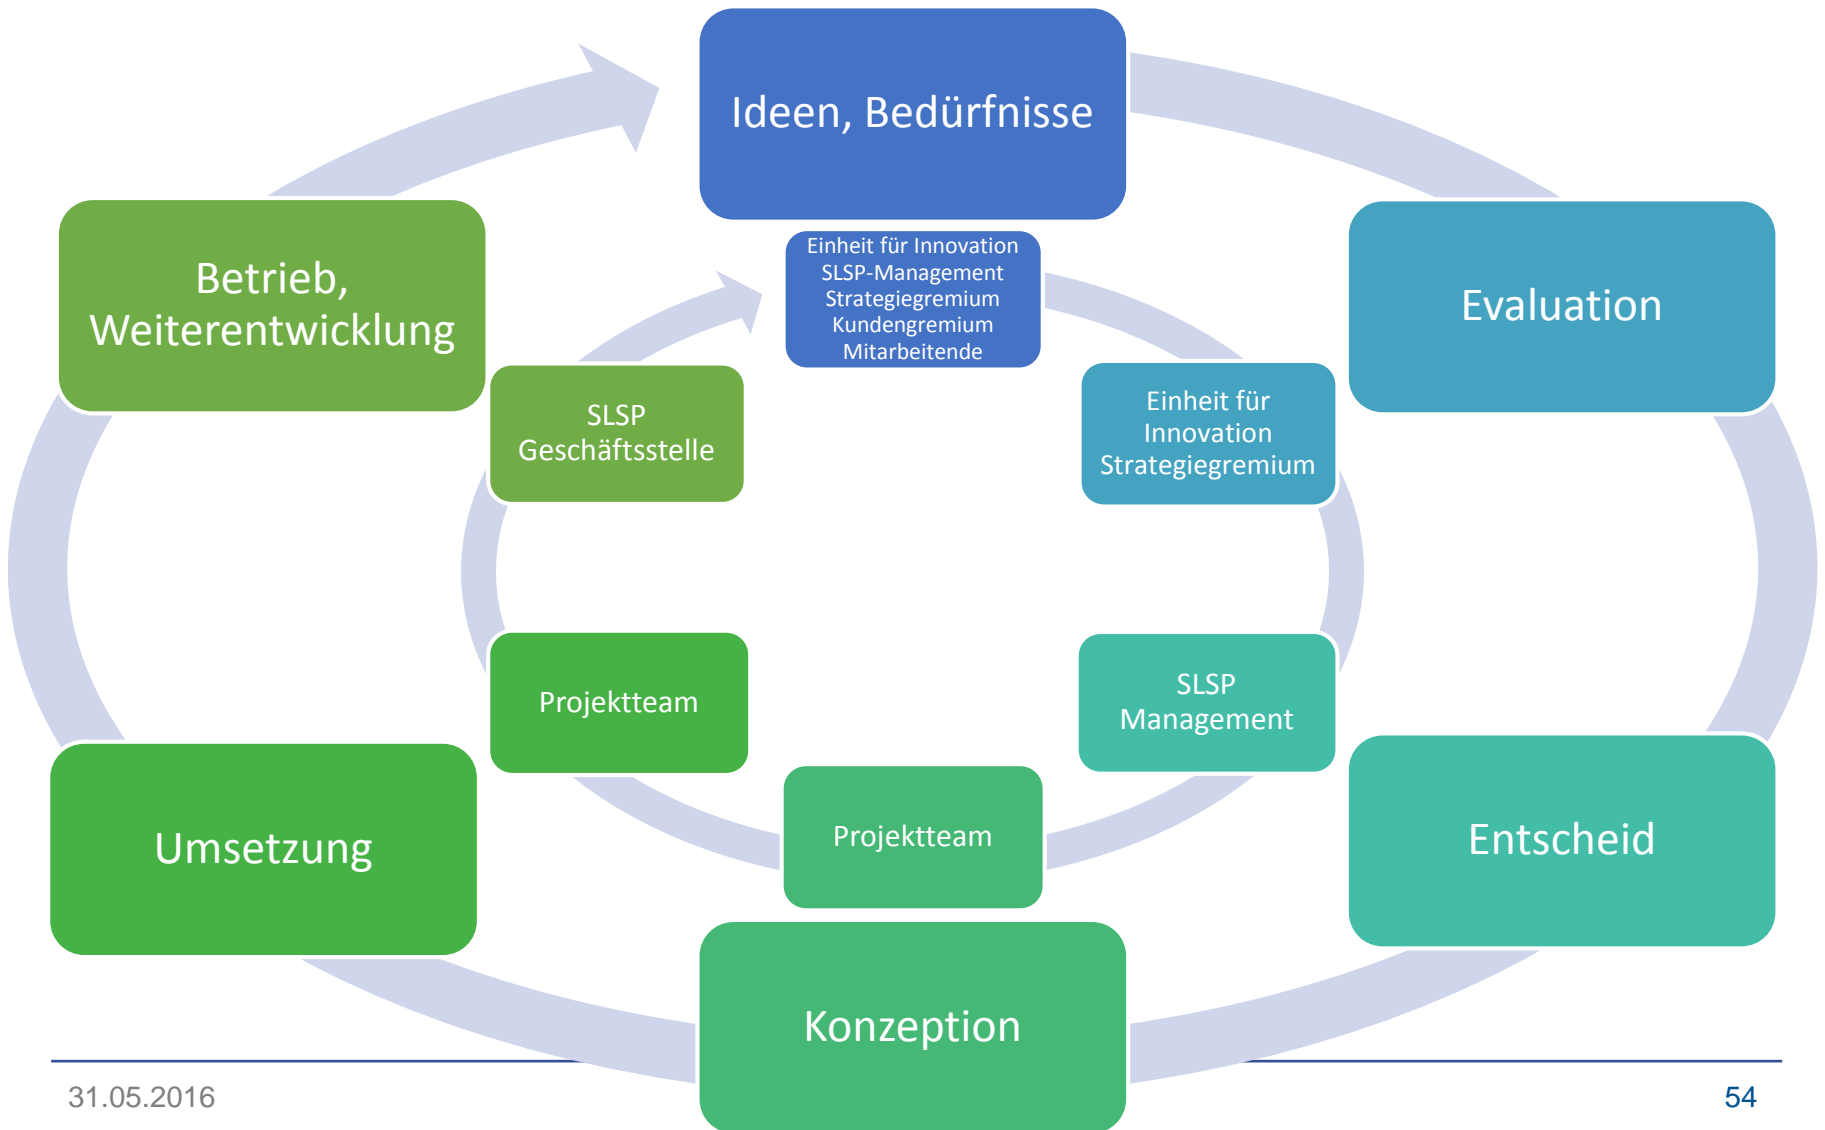 Ideen, Bedürfnisse
Einheit für Innovation
SLSP-Management
Strategiegremium
Kundengremium
Mitarbeitende
Evaluation
Einheit für
Innovation
Strategiegremium
Entscheid
SLSP
Management
Konzeption
Projektteam
Umsetzung
Projektteam
Betrieb,
Weiterentwicklung
SLSP
Geschäftsstelle
31.05.2016
54